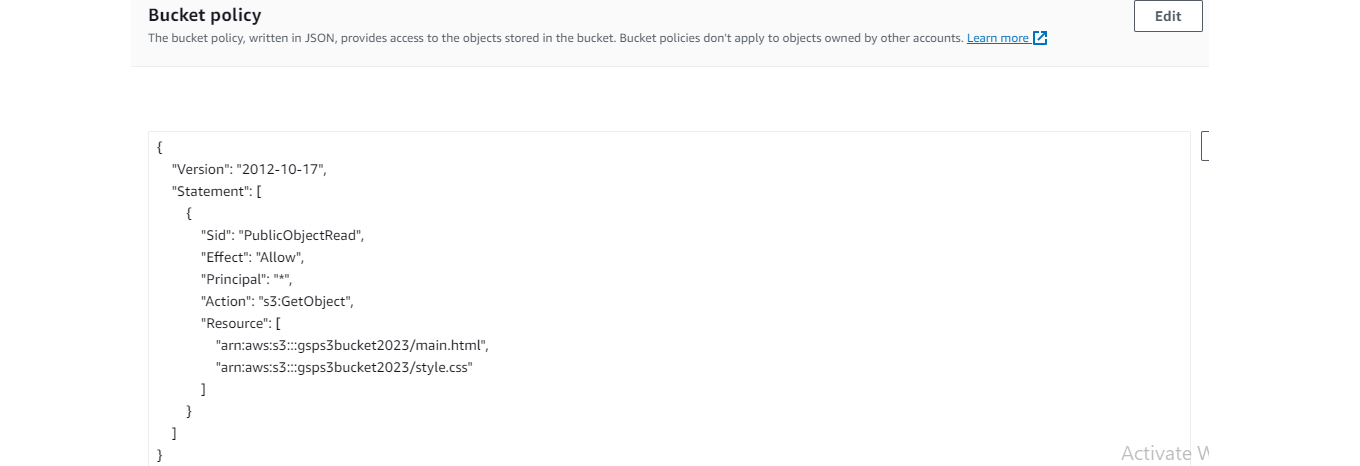 Bucket policy
Edit
The bucket policy, written in JSON, provides access to the objects stored in the bucket. Bucket policies don't apply to objects owned by other accounts. Learn more
{
"Version": "2012-10-17",
"Statement": [
{
"Sid": "PublicObjectRead",
"Effect": "Allow",
"Principal": "*",
"Action": "s3:GetObject",
"Resource": [
"arn:aws:s3:::gsps3bucket2023/main.html",
"arn:aws:s3:::gsps3bucket2023/style.css"
]
}
]
}
Activate